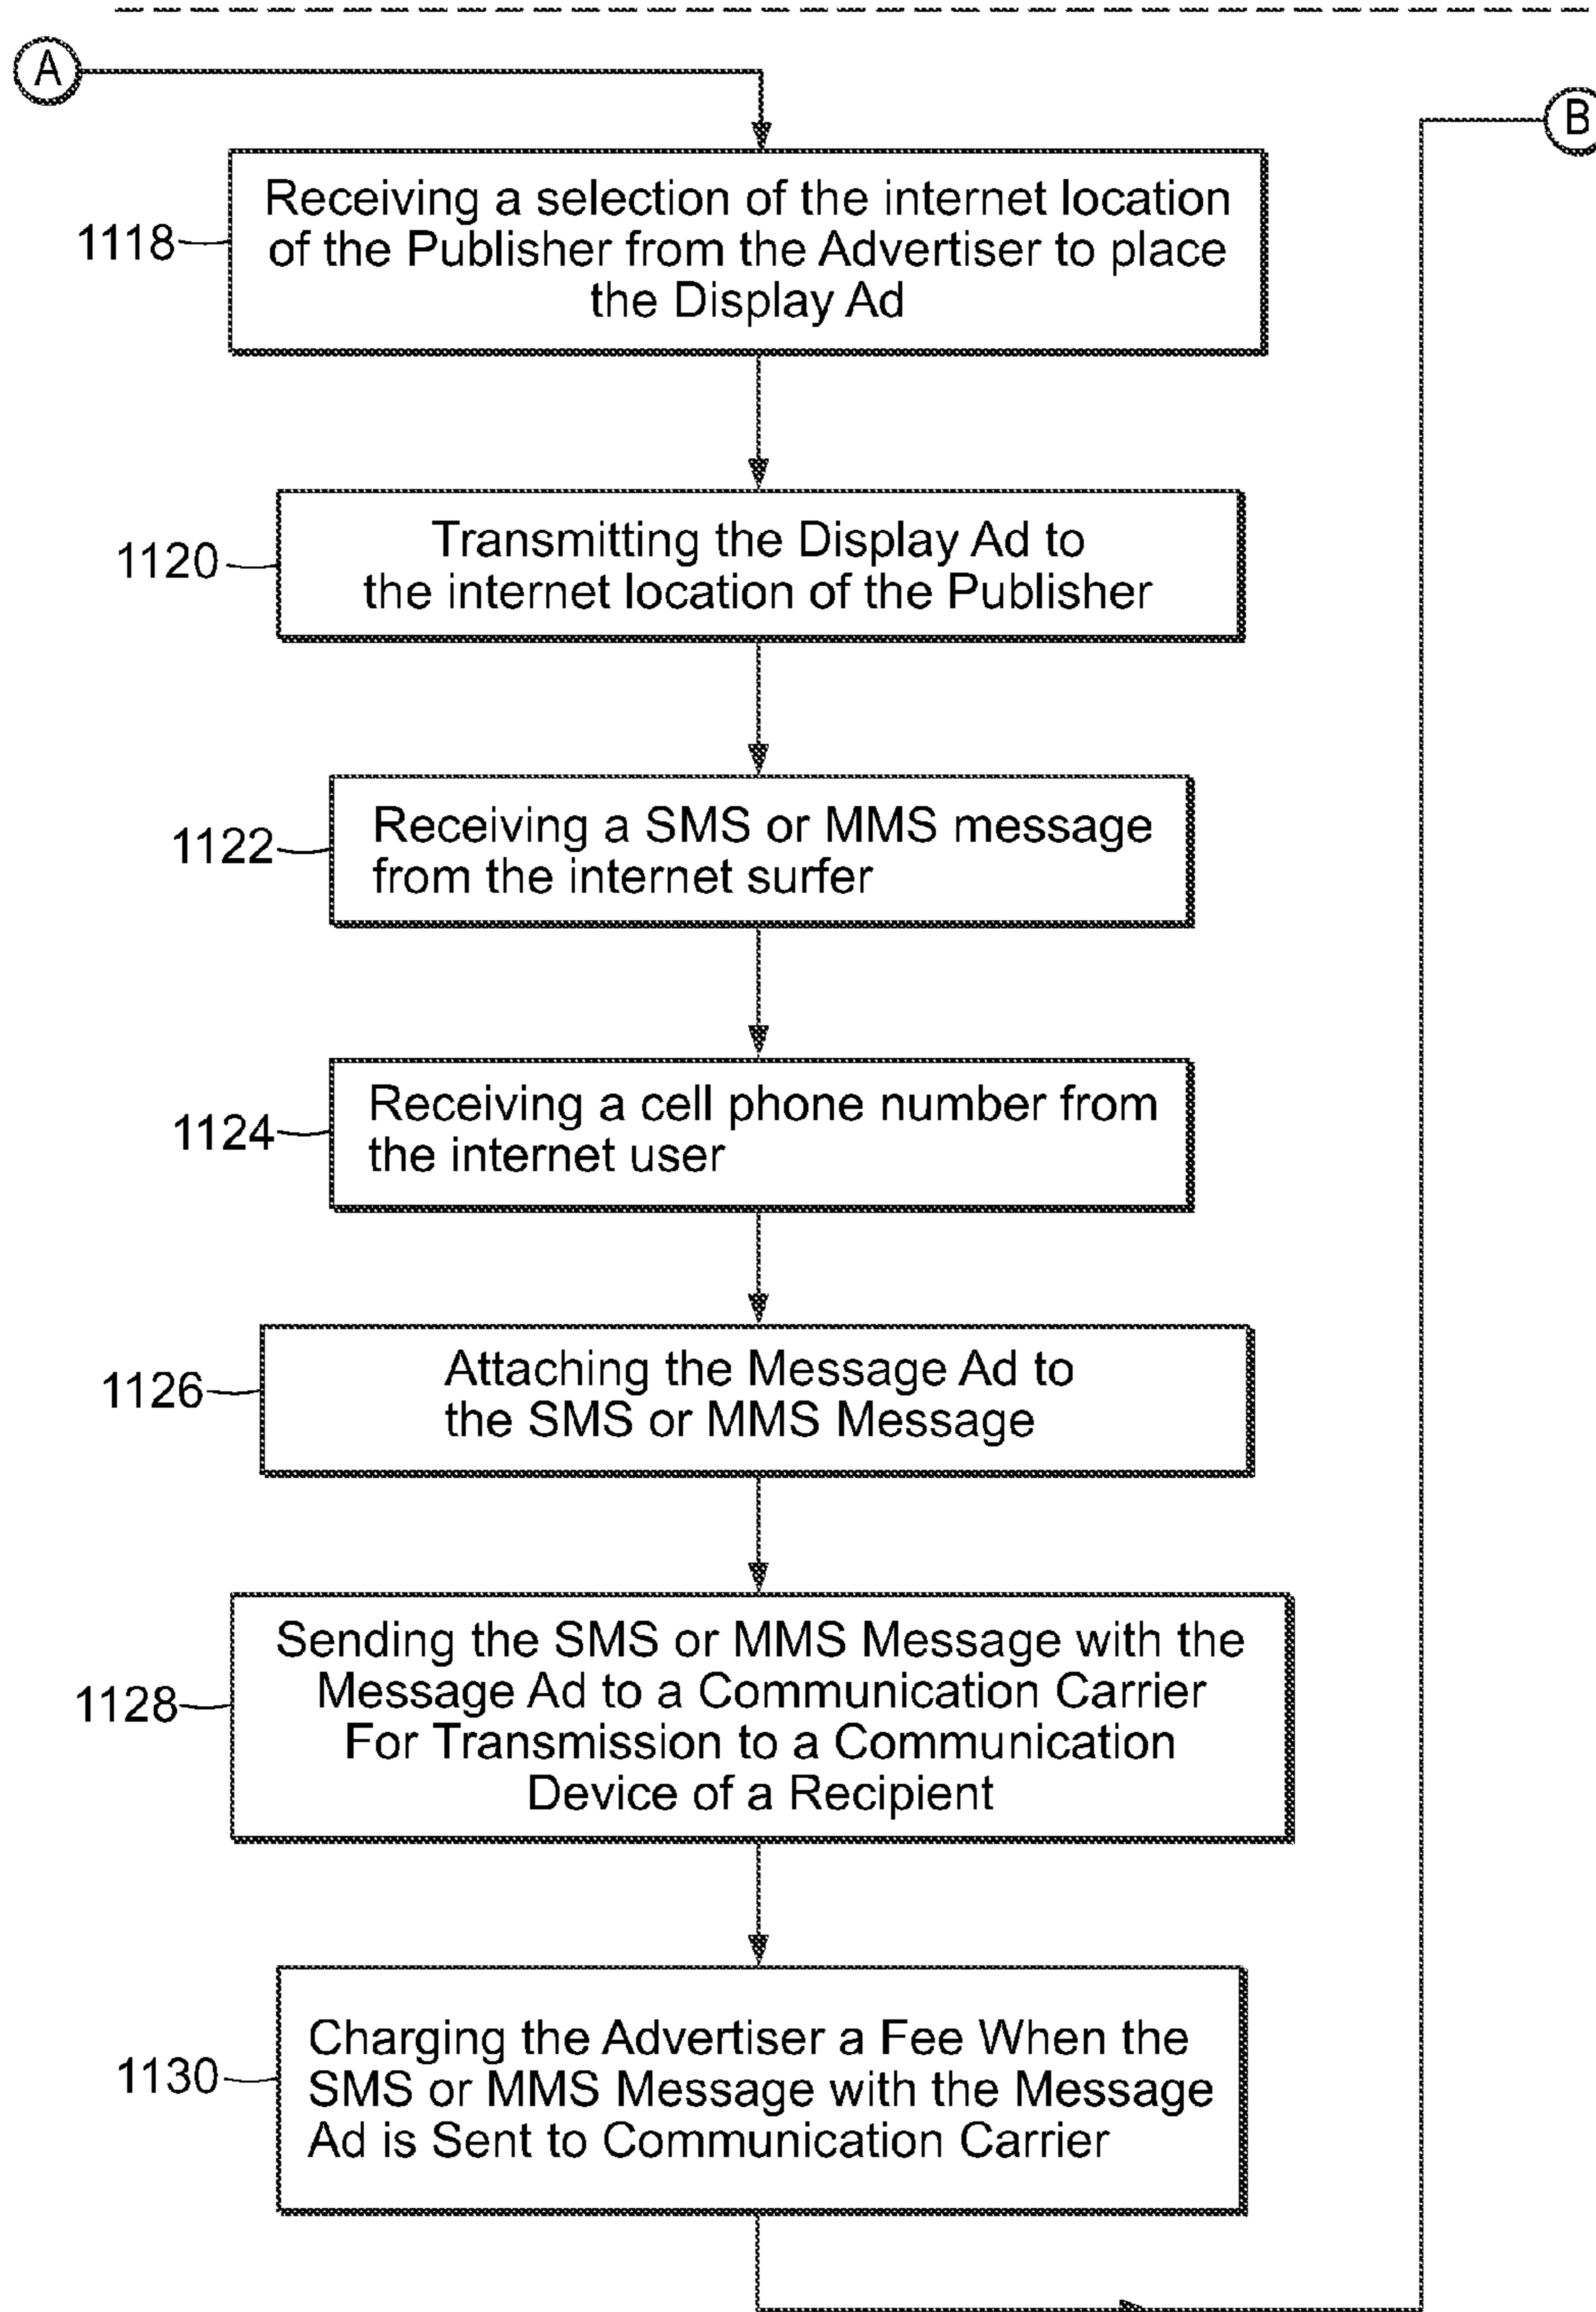 A
B
1118
Receiving a selection of the internet location
of the Publisher from the Advertiser to place
the Display Ad
1120
Transmitting the Display Ad to
the internet location of the Publisher
1122
Receiving a SMS or MMS message
from the internet surfer
1124
Receiving a cell phone number from
the internet user
1126
Attaching the Message Ad to
the SMS or MMS Message
1128
Sending the SMS or MMS Message with the
Message Ad to a Communication Carrier
For Transmission to a Communication
Device of a Recipient
1130
Charging the Advertiser a Fee When the
SMS or MMS Message with the Message
Ad is Sent to Communication Carrier